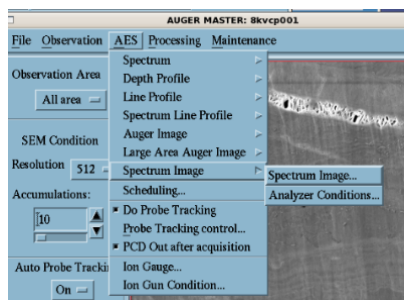 AUGER MASTER: 8kvcp001
File Observation AES Processing Maintenance
Observation Area
All area
SEM Condition
Resolution 512
Accumulations:
10
Auto Probe Tracki
On
Spectrum
Depth Profile
Line Profile
Spectrum Line Profile
Auger Image
Large Area Auger Image
Spectrum Image
Scheduling...
Do Probe Tracking
Probe Tracking control...
PCD Out after acquisition
Ion Gauge...
Ion Gun Condition...
Spectrum Image...
Analyzer Conditions...